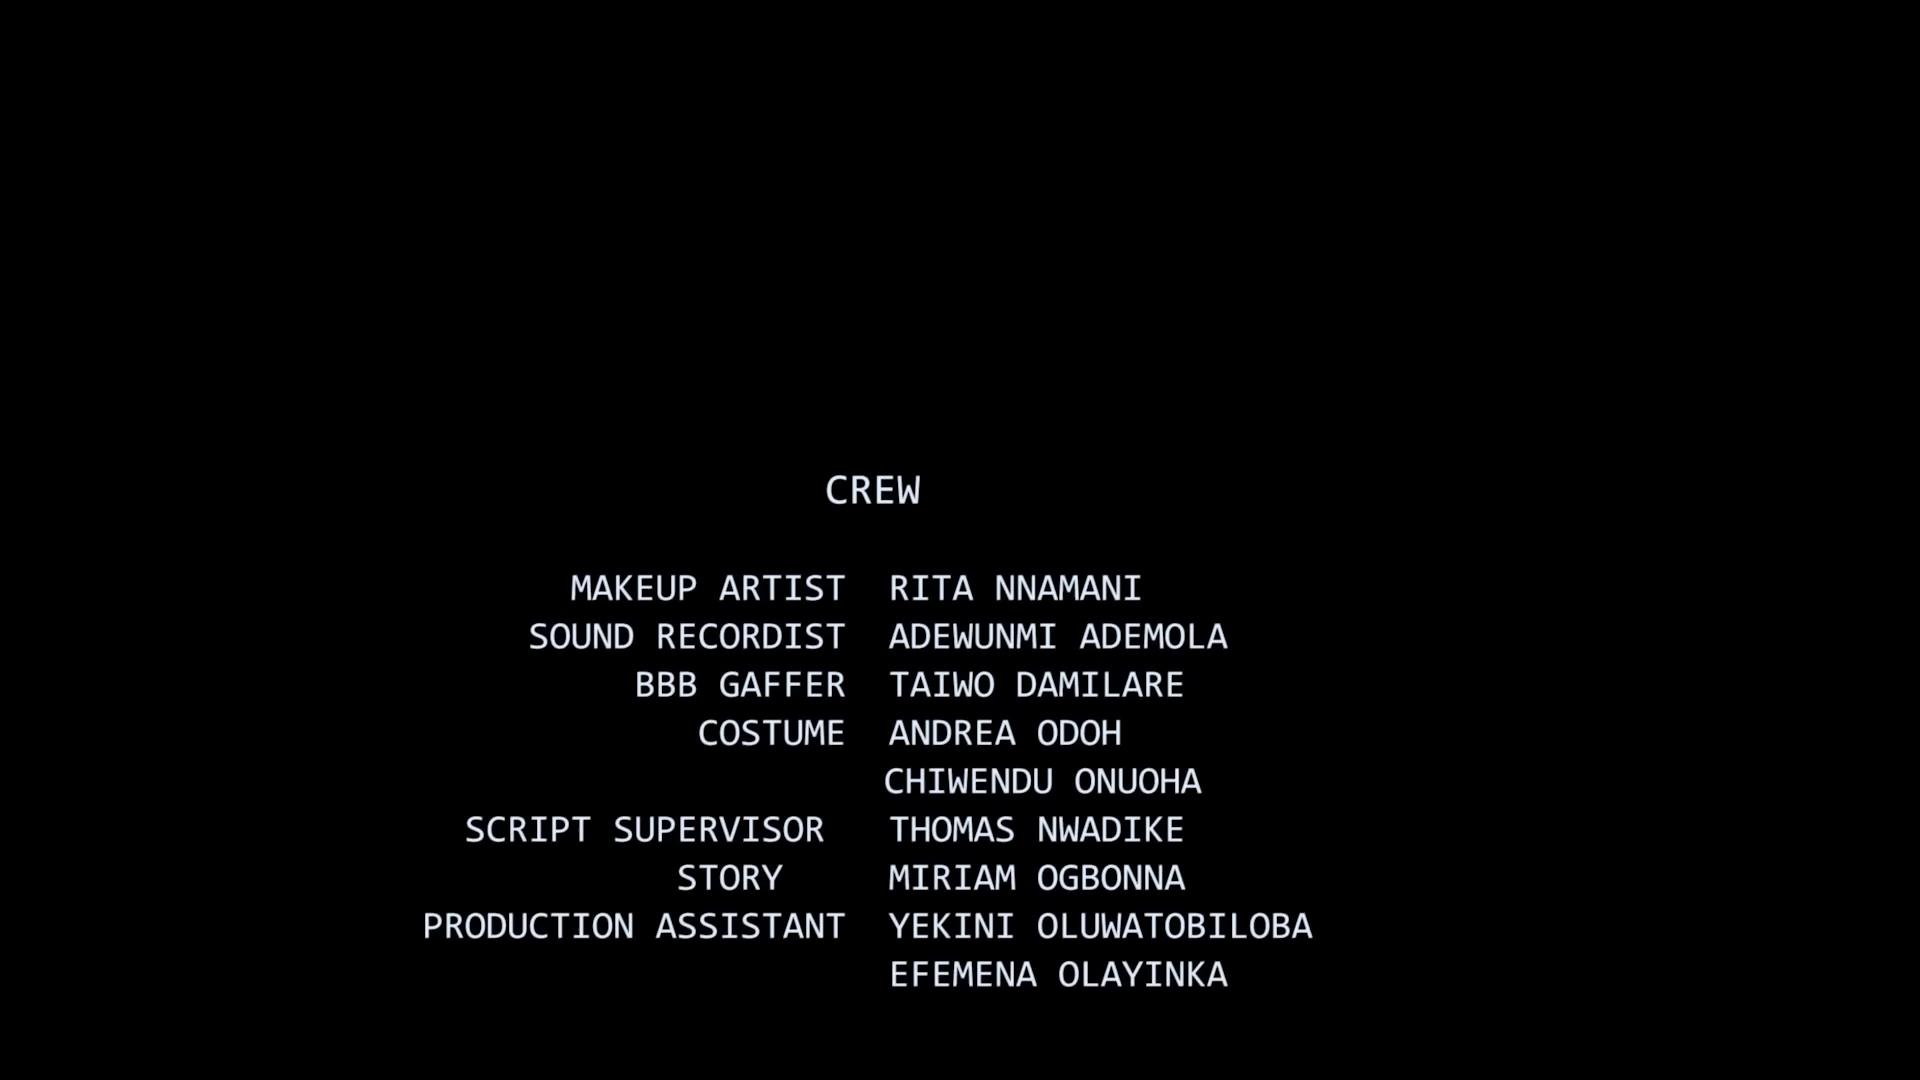 CREW
MAKEUP ARTIST RITA NNAMANI
SOUND RECORDIST ADEWUNMI ADEMOLA
BBB GAFFER TAIWO DAMILARE
COSTUME ANDREA ODOH
CHIWENDU ONUOHA
SCRIPT SUPERVISOR THOMAS NWADIKE
STORY MIRIAM OGBONNA
PRODUCTION ASSISTANT YEKINI OLUWATOBILOBA
EFEMENA OLAYINKA